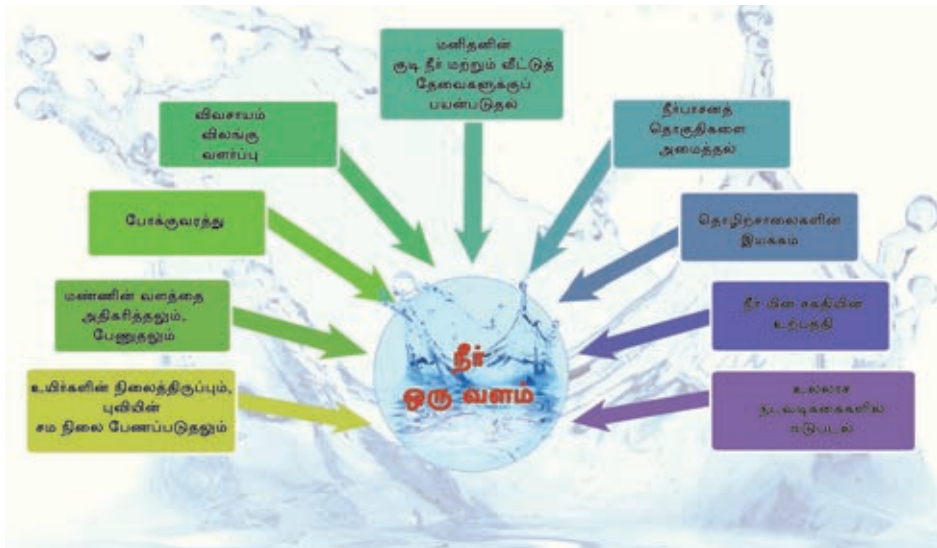 மனிதனின்
குடி நீர் மற்றும் வீட்டுத்
தேவைகளுக்குப்
பயன்படுதல்
விவசாயம்
விலங்கு
வளர்ப்பு
நீர்பாசனத்
தொகுதிகளை
அமைத்தல்
போக்குவரத்து
தொழிற்சாலைகளின்
இயக்கம்
மண்ணின் வளத்தை
அதிகரித்தலும்,
பேணுதலும்
நீர் மின் சக்தியின்
உற்பத்தி
உயிர்களின் நிலைத்திருப்பும்,
புவியின்
சம நிலை பேணப்படுதலும்
உல்லாச
நடவடிக்கைகளில்
ஈடுபடல்
நீர்
ஒரு வளம்